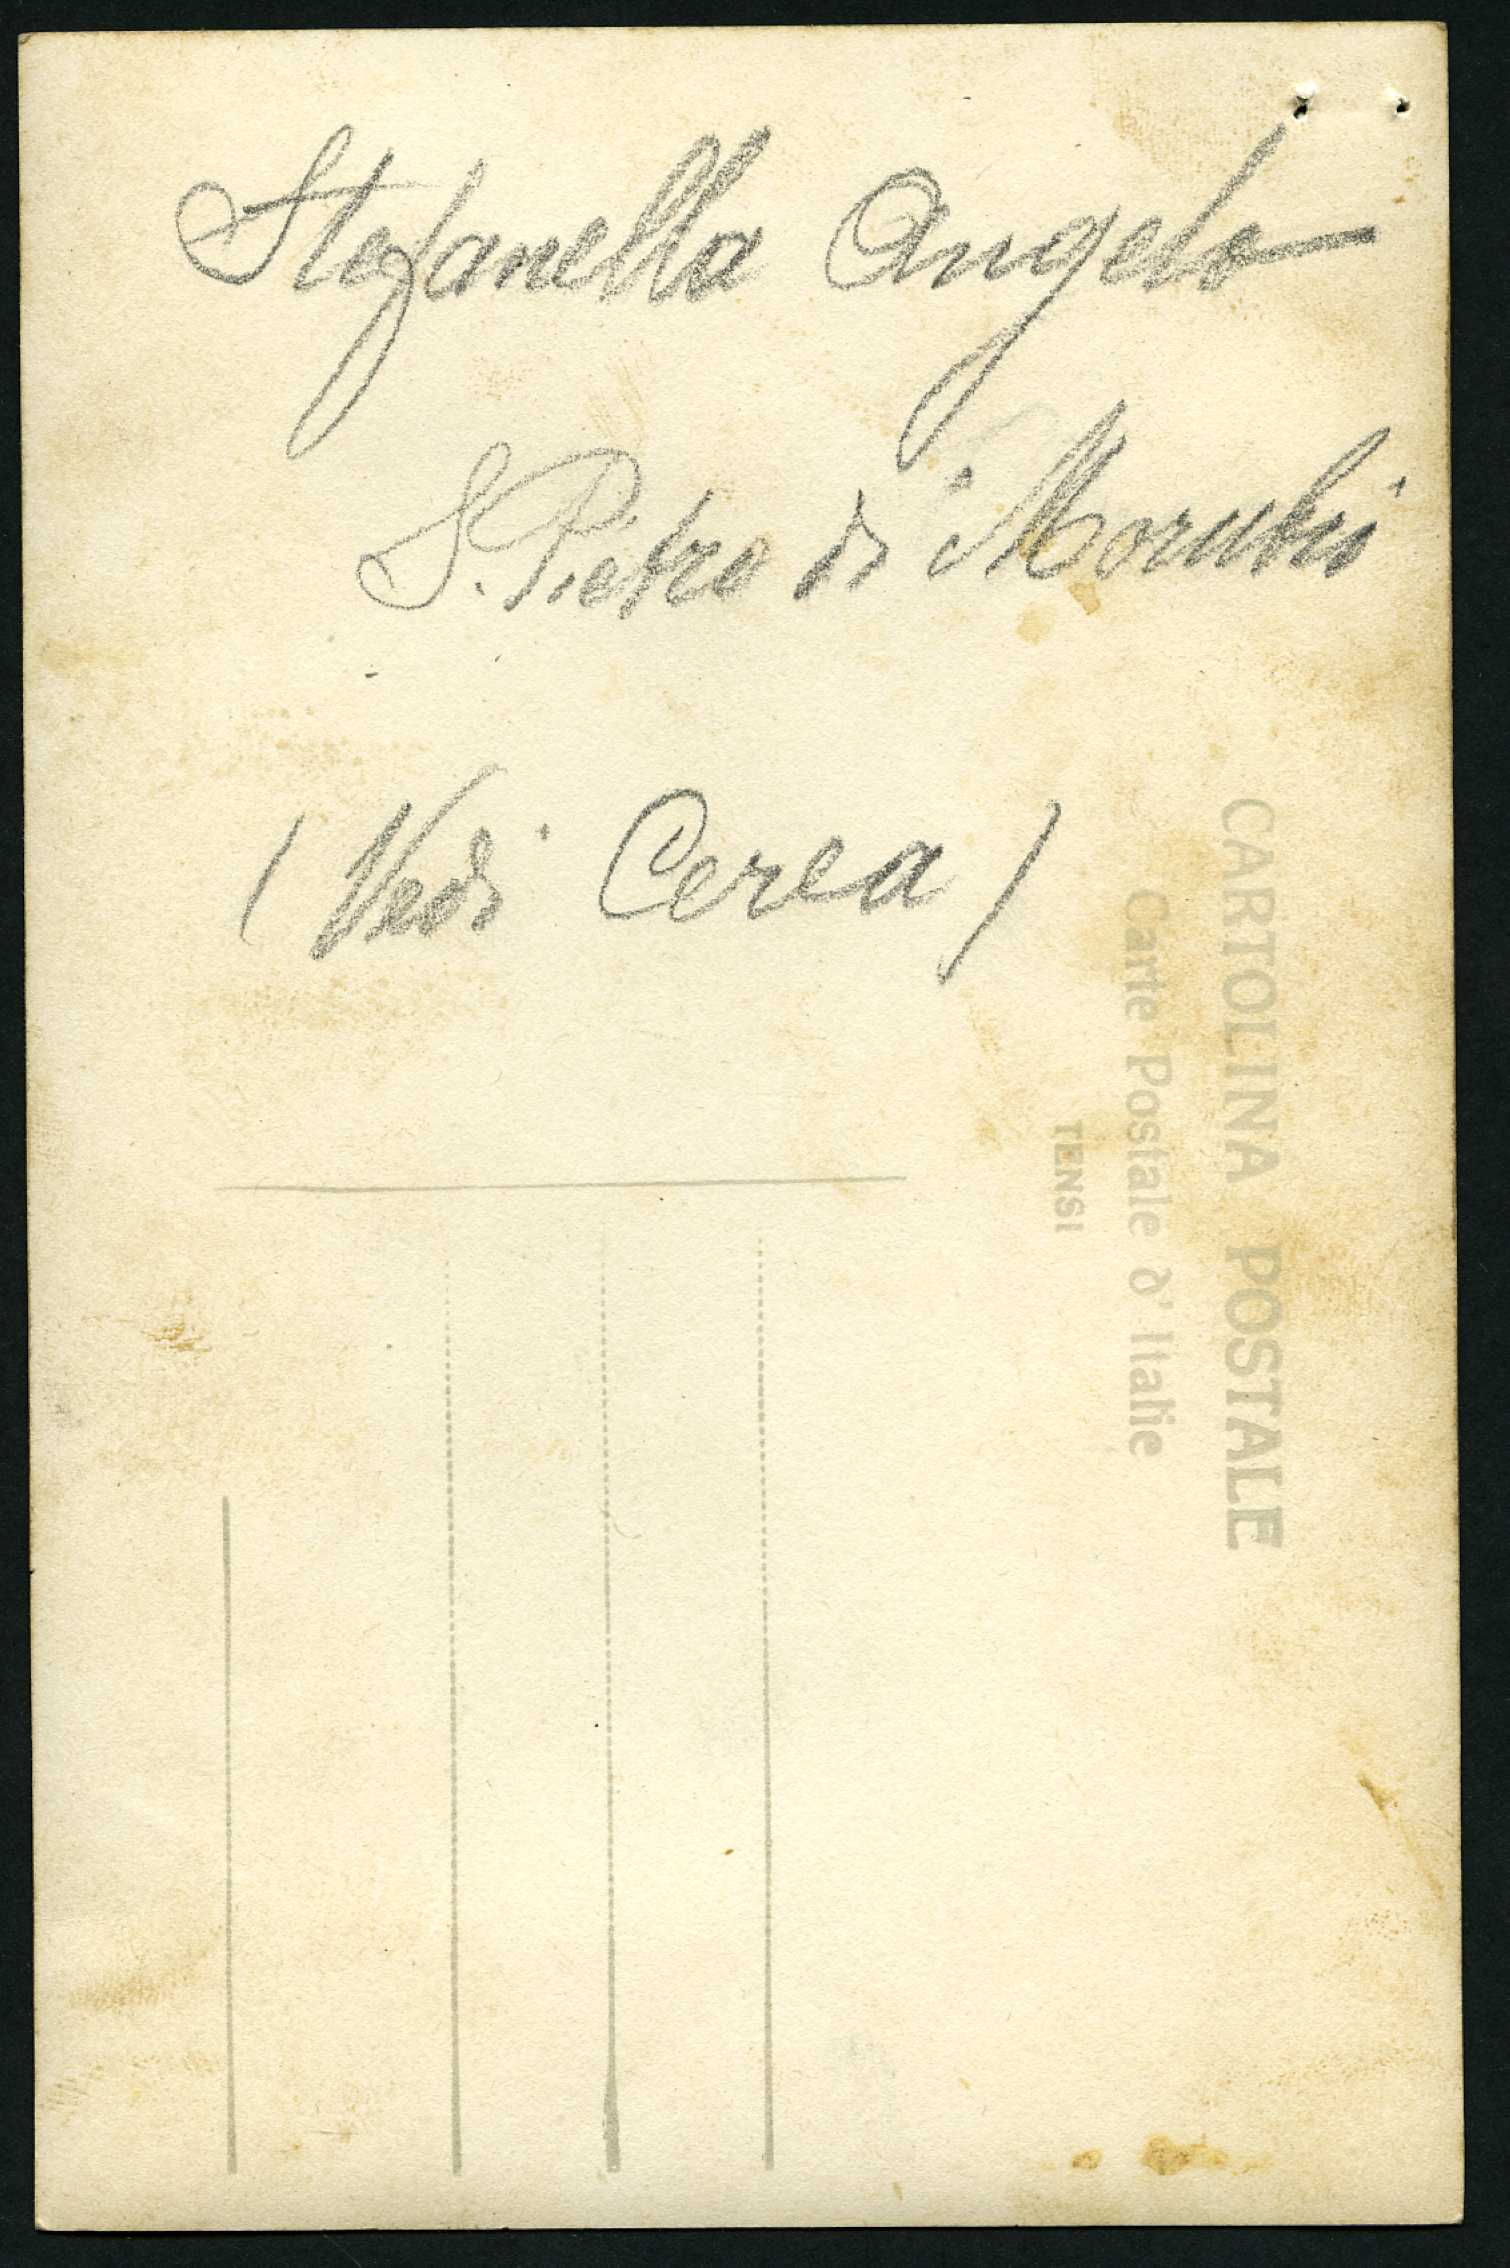 Stefanella Angelo
S. Pietro di Morubio
(Vedi Cerea)
CARTOLINA POSTALE
Carte Postale d'Italie
TENSI